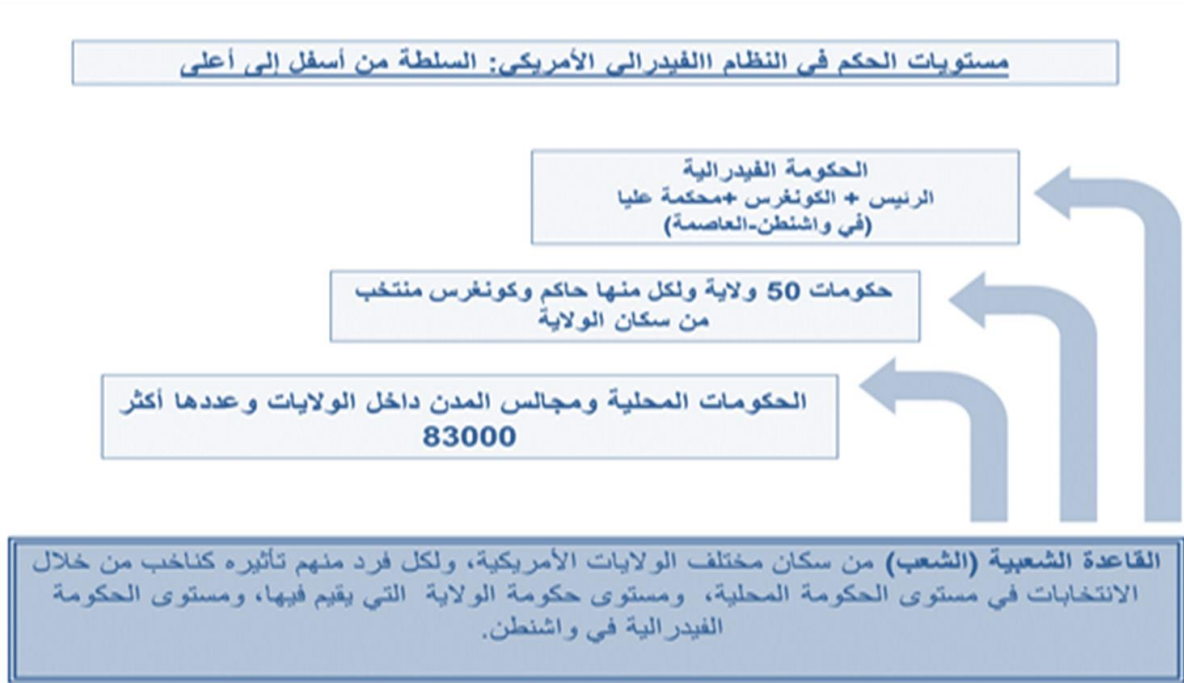 مستويات الحكم في النظام االفيدرالي الأمريكي: السلطة من أسفل إلى أعلى
الحكومة الفيدرالية
الرئيس + الكونغرس +محكمة عليا
(في واشنطن-العاصمة)
حكومات 50 ولاية ولكل منها حاكم وكونغرس منتخب
من سكان الولاية
الحكومات المحلية ومجالس المدن داخل الولايات وعددها أكثر
83000
القاعدة الشعبية (الشعب) من سكان مختلف الولايات الأمريكية، ولكل فرد منهم تأثيره كناخب من خلال
الانتخابات في مستوى الحكومة المحلية، ومستوى حكومة الولاية التي يقيم فيها، ومستوى الحكومة
الفيدرالية في واشنطن.